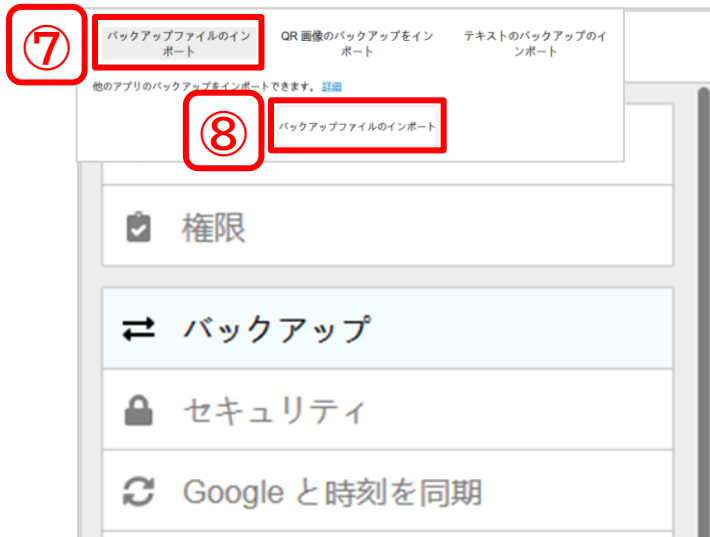 ⑦
バックアップファイルのイン
ポート
QR 画像のバックアップをイン
ポート
テキストのバックアップのイ
ンポート
他のアプリのバックアップをインポートできます。 詳細
⑧
バックアップファイルのインポート
権限
バックアップ
セキュリティ
Google と時刻を同期